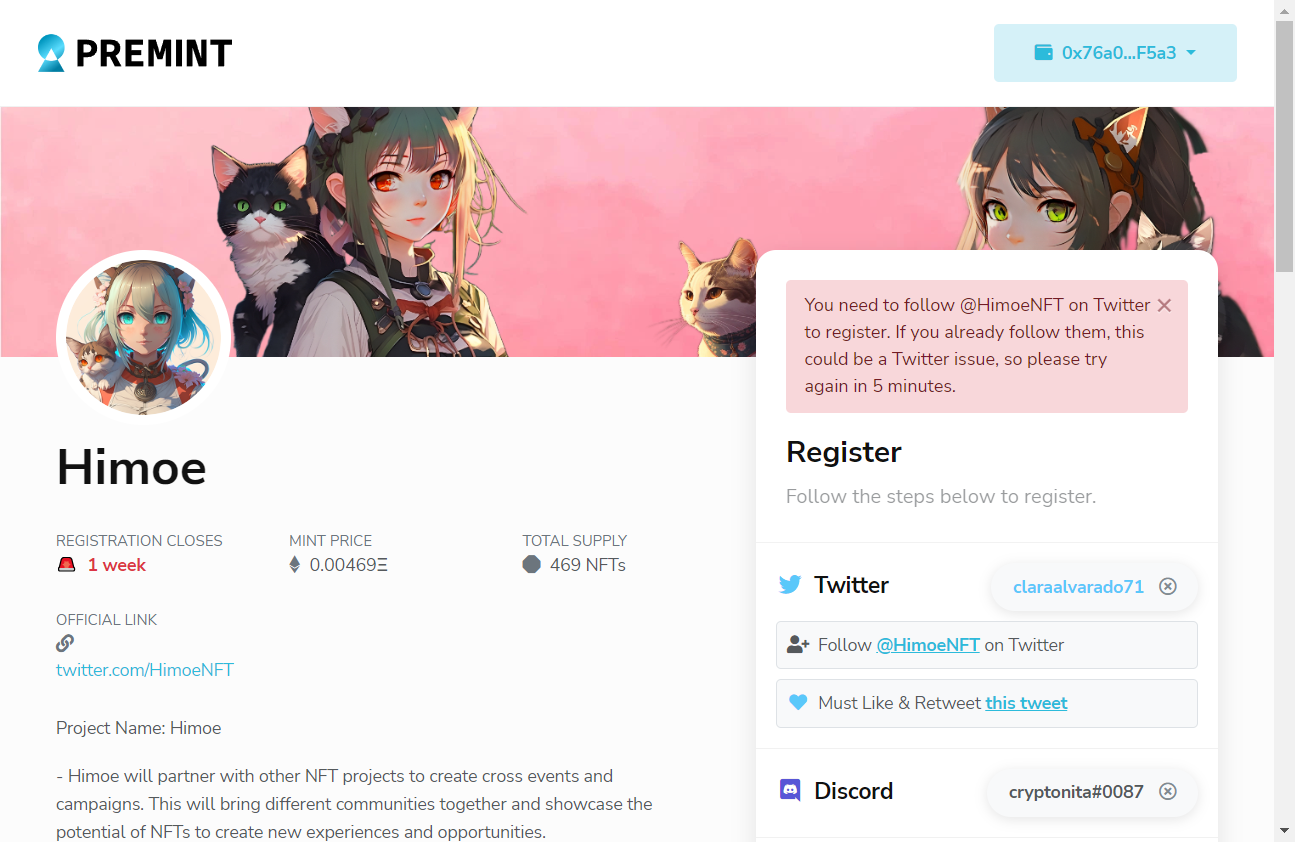 PREMINT
0x76a0...F5a3
You need to follow @HimoeNFT on Twitter
to register. If you already follow them, this
could be a Twitter issue, so please try
again in 5 minutes.
Register
Follow the steps below to register.
Himoe
REGISTRATION CLOSES
1 week
MINT PRICE
0.00469Ξ
TOTAL SUPPLY
469 NFTs
OFFICIAL LINK
twitter.com/HimoeNFT
Project Name: Himoe
- Himoe will partner with other NFT projects to create cross events and
campaigns. This will bring different communities together and showcase the
potential of NFTs to create new experiences and opportunities.
Twitter
claraalvarado71
Follow @HimoeNFT on Twitter
Must Like & Retweet this tweet
Discord
cryptonita#0087